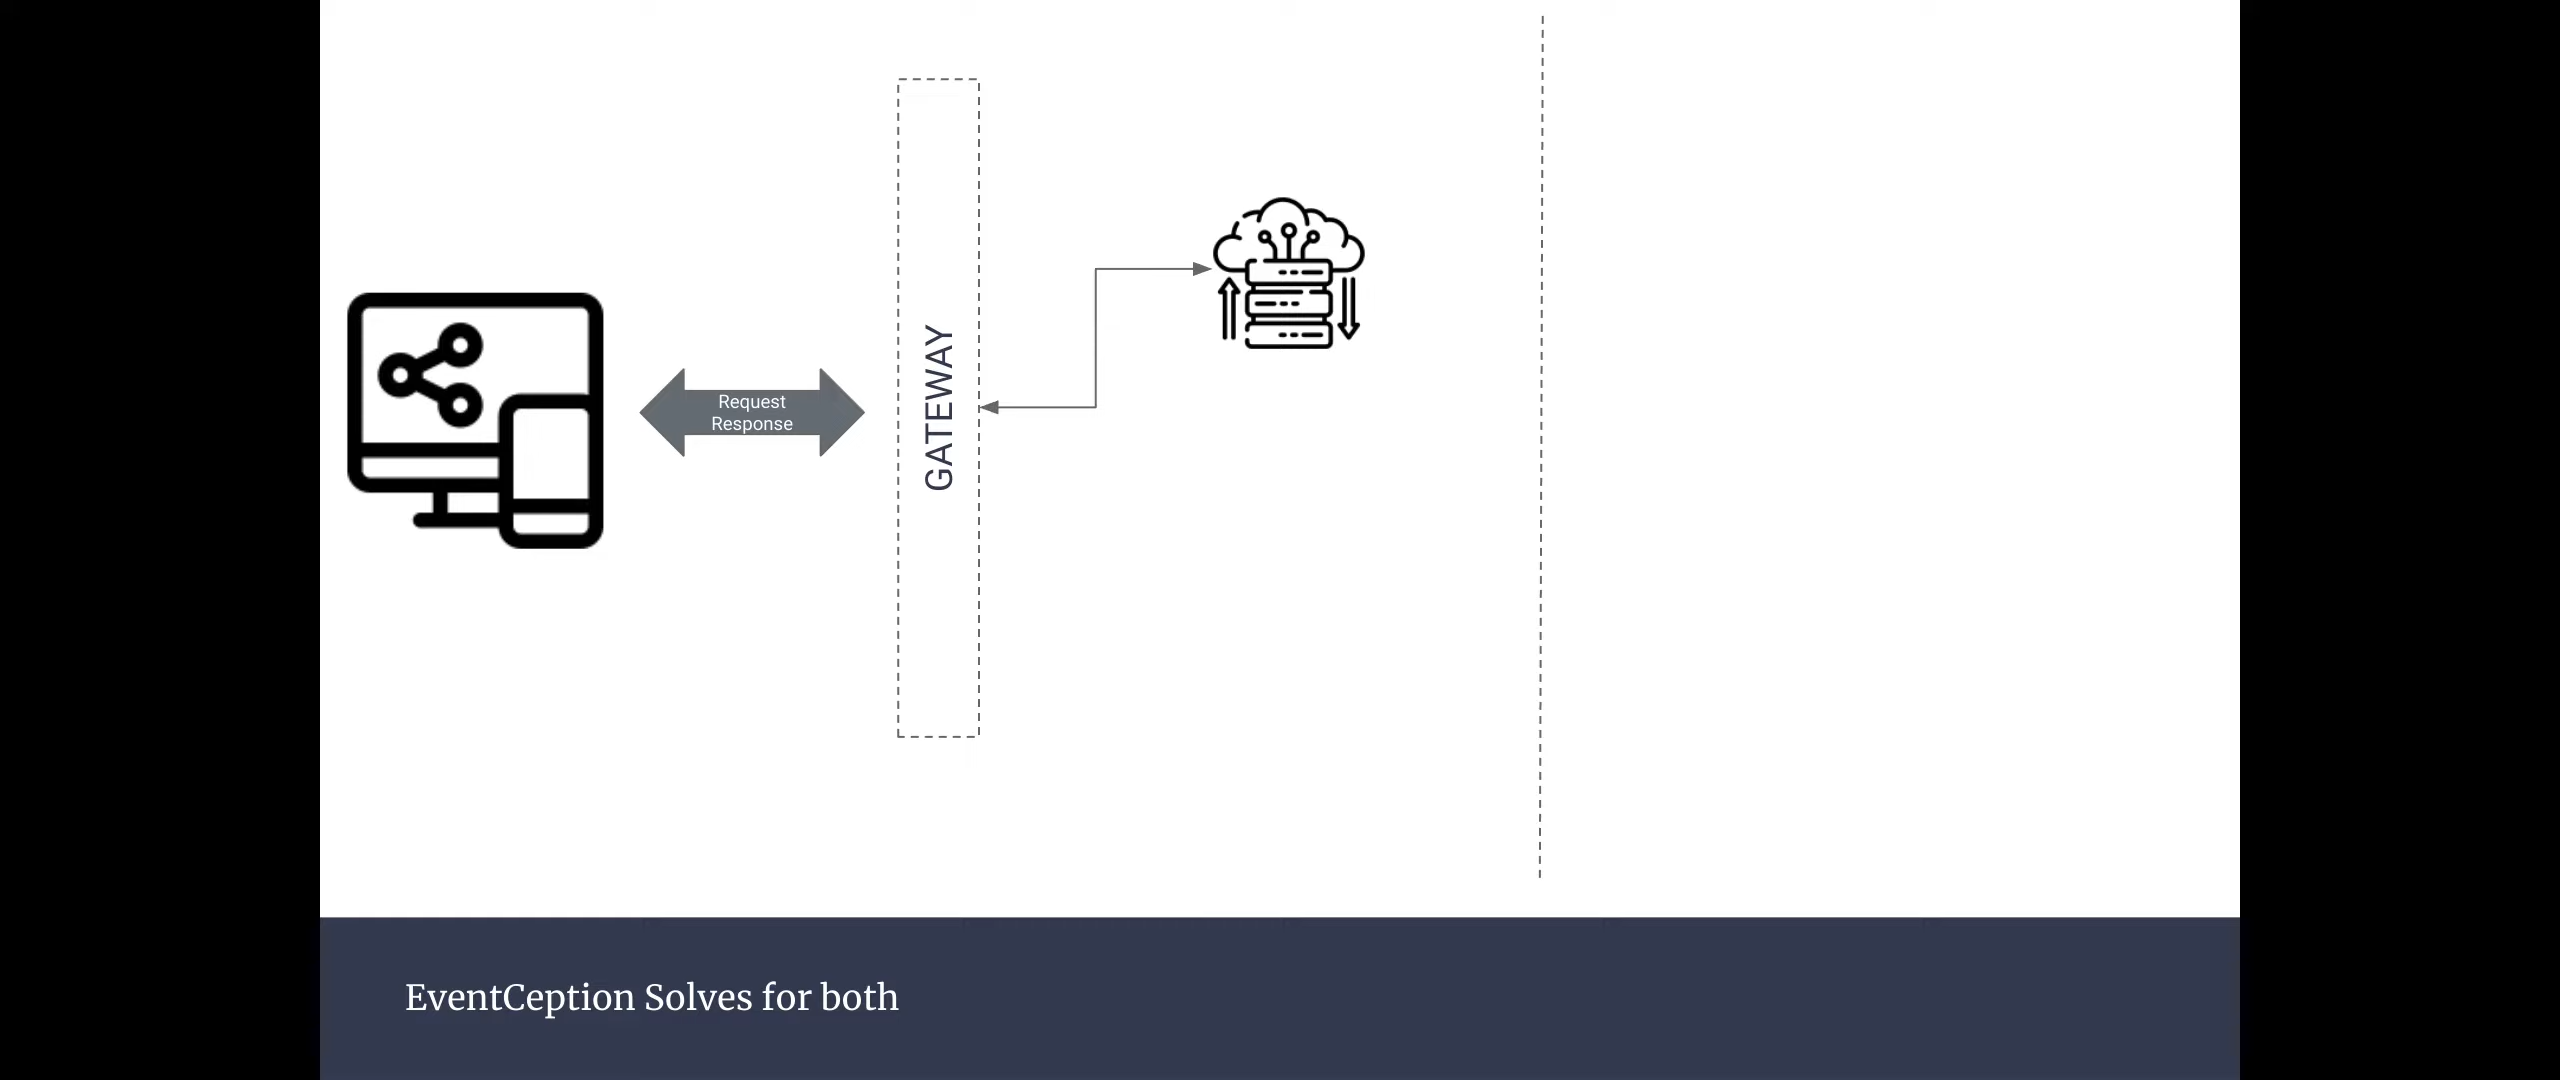 Request
Response
GATEWAY
EventCeption Solves for both